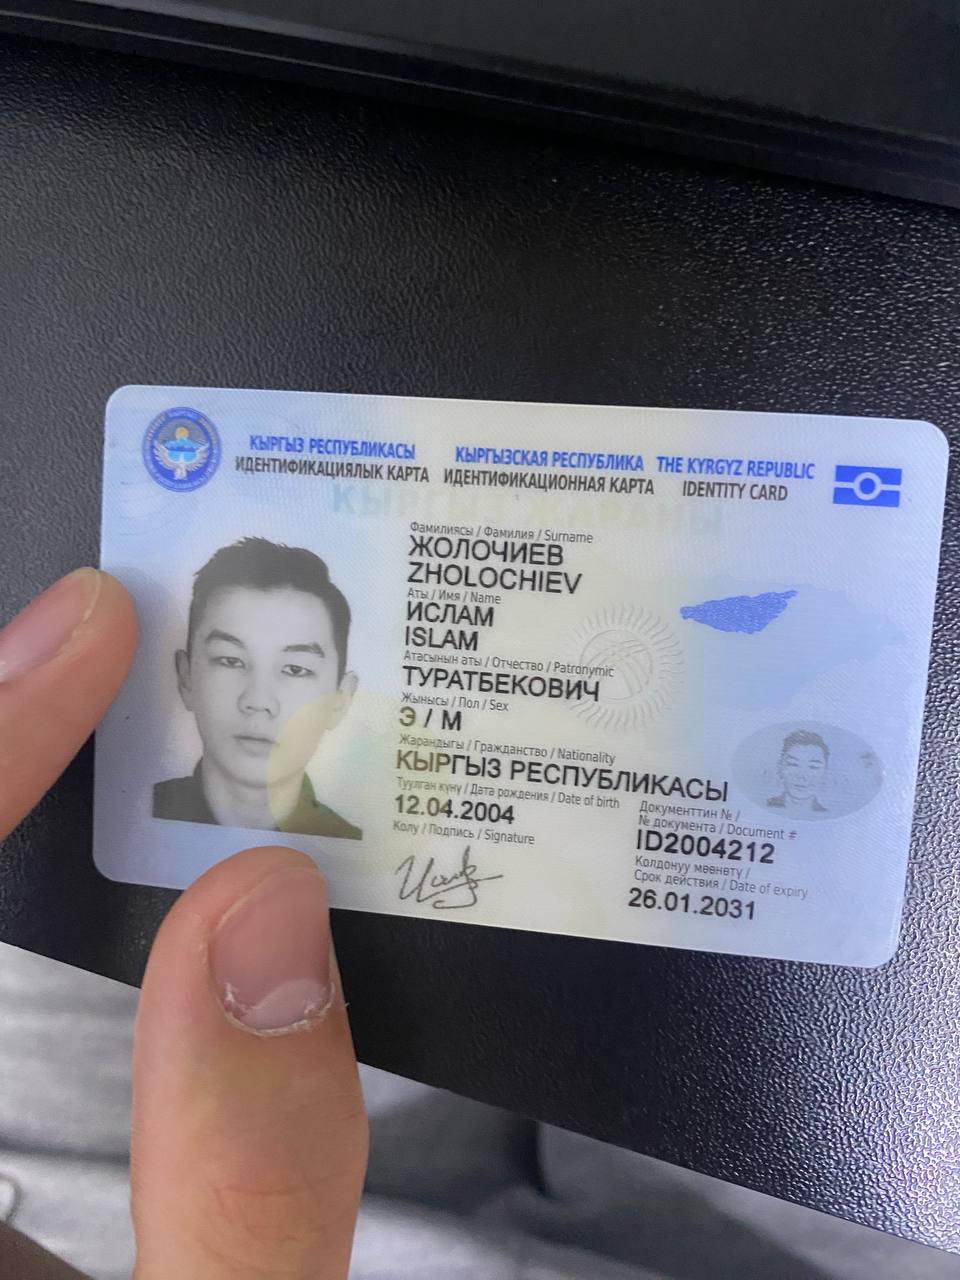 КЫРГЫЗ РЕСПУБЛИКАСЫ КЫРГЫЗСКАЯ РЕСПУБЛИКА THE KYRGYZ REPUBLIC
ИДЕНТИФИКАЦИЯЛЫК КАРТА ИДЕНТИФИКАЦИОННАЯ КАРТА IDENTITY CARD
КЫРГЫЗ ЖАРАНЫ
Фамилиясы / Фамилия / Surname
ЖОЛОЧИЕВ
ZHOLOCHIEV
Аты / Имя / Name
ИСЛАМ
ISLAM
Атасынын аты / Отчество / Patronymic
ТУРАТБЕКОВИЧ
Жынысы / Пол / Sex
Э / М
Жарандыгы / Гражданство / Nationality
КЫРГЫЗ РЕСПУБЛИКАСЫ
Туулган күнү / Дата рождения / Date of birth
12.04.2004
Колу / Подпись / Signature
Документтин № /
№ документа / Document #
ID2004212
Колдонуу мөөнөтү /
Срок действия / Date of expiry
26.01.2031